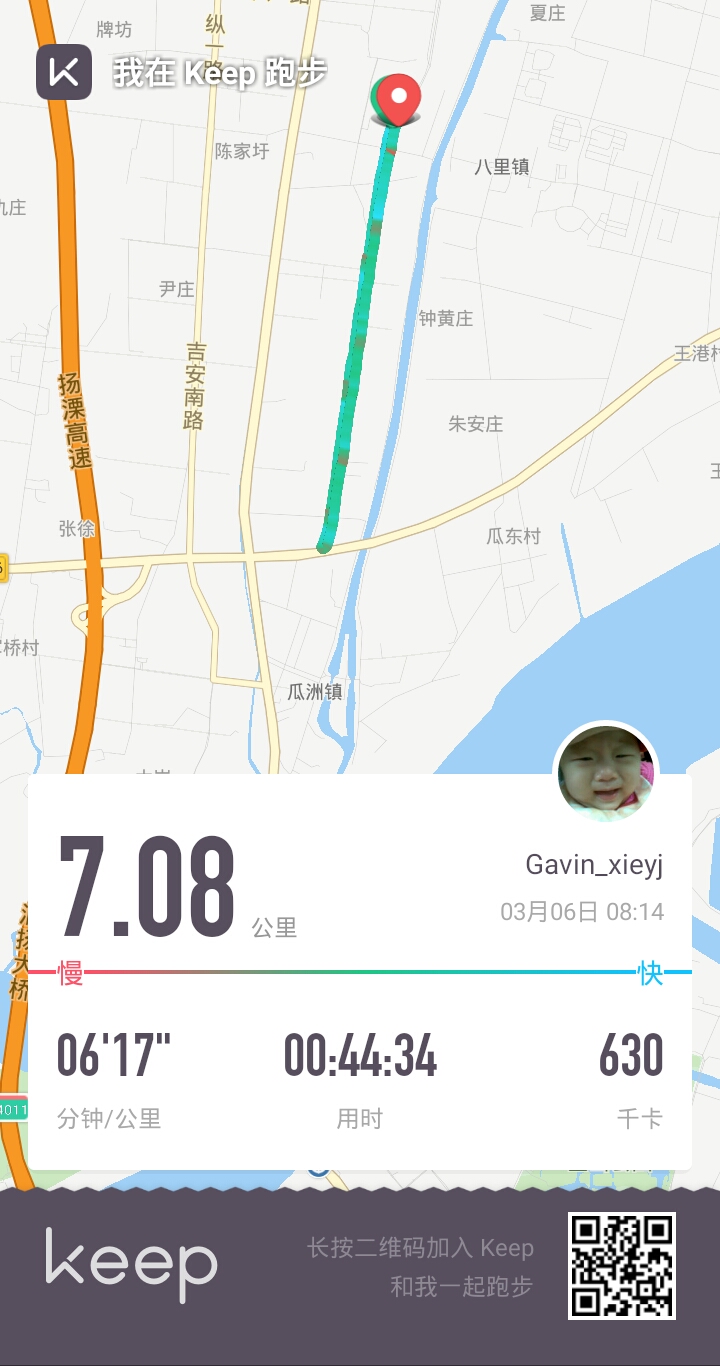 夏庄
牌坊
纵一路
我在 Keep 跑步
陈家圩
八里镇
九庄
尹庄
钟黄庄
吉安南路
王港村
扬溧高速
朱安庄
张徐
瓜东村
瓜洲镇
7.08 公里
Gavin_xieyj
03月06日 08:14
慢
快
06'17"
00:44:34
630
分钟/公里
用时
千卡
4011
keep
长按二维码加入 Keep
和我一起跑步